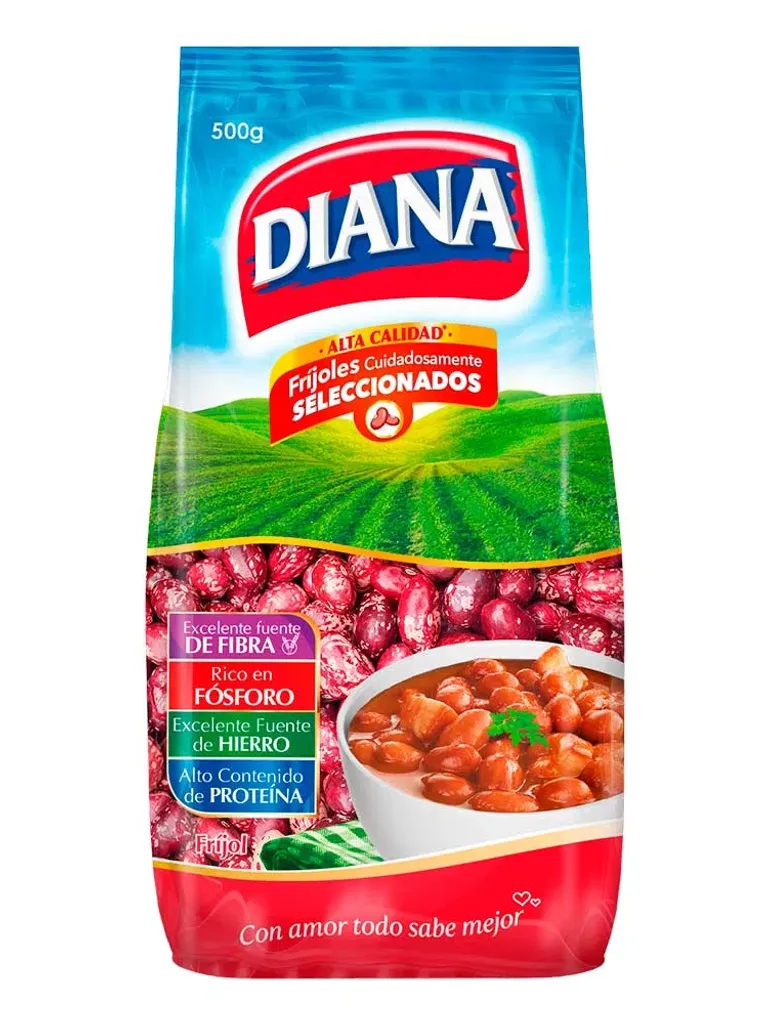 500g
DIANA
ALTA CALIDAD*
Fríjoles Cuidadosamente
SELECCIONADOS
Excelente fuente
DE FIBRA
Rico en
FÓSFORO
Excelente Fuente
de HIERRO
Alto Contenido
de PROTEÍNA
Fríjol
Con amor todo sabe mejor